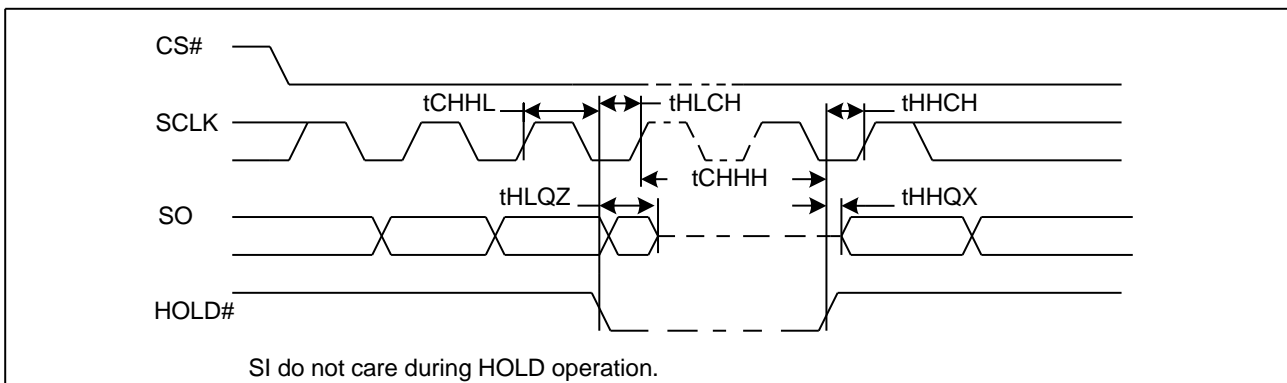 CS#
tCHHL
tHLCH
tHHCH
SCLK
tCHHH
tHLQZ
tHHQX
SO
HOLD#
SI do not care during HOLD operation.